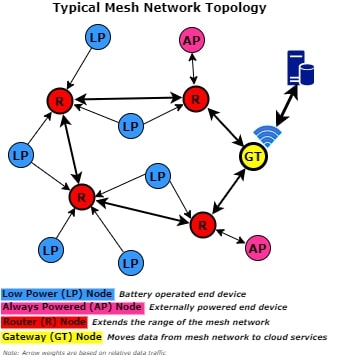 Typical Mesh Network Topology
LP
AP
R
R
LP
LP
GT
LP
R
R
LP
LP
AP
Low Power (LP) Node Battery operated end device
Always Powered (AP) Node Externally powered end device
Router (R) Node Extends the range of the mesh network
Gateway (GT) Node Moves data from mesh network to cloud services
Note: Arrow weights are based on relative data traffic